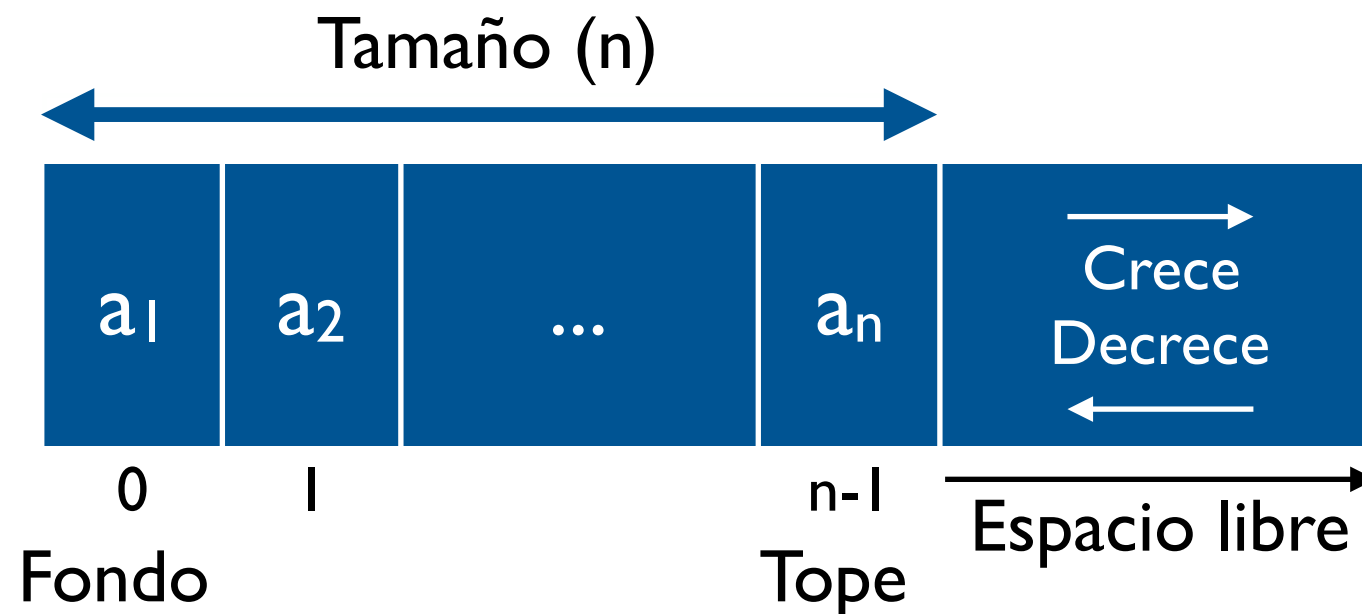 Tamaño (n)
a1 a2 ... an
Crece
Decrece
0 1 n-1
Espacio libre
Fondo Tope